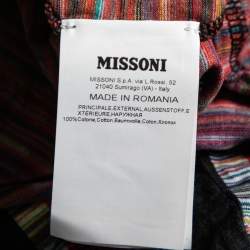 MISSONI
MISSONI S.p.A. via L.Rossi, 52
21040 Sumirago (VA) - Italy
MADE IN ROMANIA
PRINCIPALE,EXTERNAL,AUSSENSTOFF,E
XTÉRIEURE,НАРУЖНАЯ
100%Cotone,Cotton,Baumwolle,Coton,Хлопок